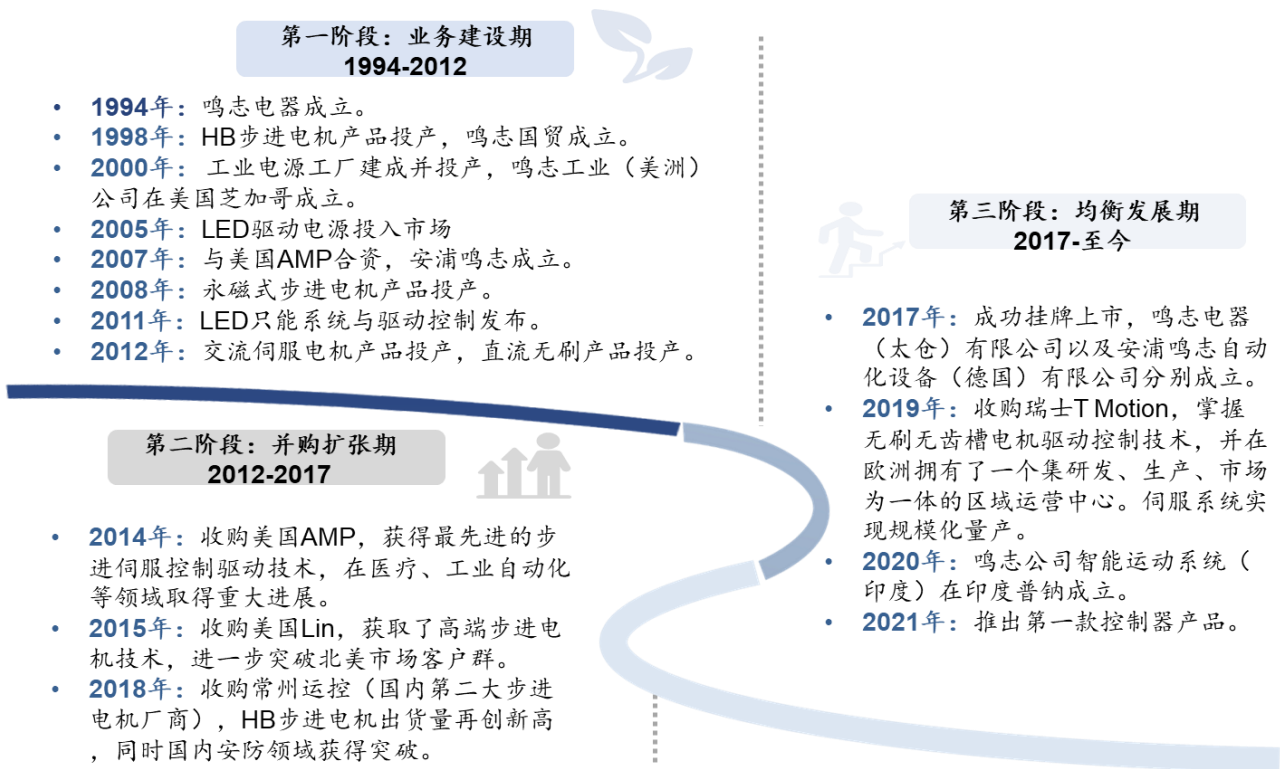 第一阶段：业务建设期
1994-2012
• 1994年：鸣志电器成立。
• 1998年：HB步进电机产品投产，鸣志国贸成立。
• 2000年： 工业电源工厂建成并投产，鸣志工业（美洲）
公司在美国芝加哥成立。
• 2005年：LED驱动电源投入市场
• 2007年：与美国AMP合资，安浦鸣志成立。
• 2008年：永磁式步进电机产品投产。
• 2011年：LED只能系统与驱动控制发布。
• 2012年：交流伺服电机产品投产，直流无刷产品投产。
第二阶段：并购扩张期
2012-2017
• 2014年：收购美国AMP，获得最先进的步
进伺服控制驱动技术，在医疗、工业自动化
等领域取得重大进展。
• 2015年：收购美国Lin，获取了高端步进电
机技术，进一步突破北美市场客户群。
• 2018年：收购常州运控（国内第二大步进
电机厂商），HB步进电机出货量再创新高
，同时国内安防领域获得突破。
第三阶段：均衡发展期
2017-至今
• 2017年：成功挂牌上市，鸣志电器
（太仓）有限公司以及安浦鸣志自动
化设备（德国）有限公司分别成立。
• 2019年：收购瑞士T Motion，掌握
无刷无齿槽电机驱动控制技术，并在
欧洲拥有了一个集研发、生产、市场
为一体的区域运营中心。伺服系统实
现规模化量产。
• 2020年：鸣志公司智能运动系统（
印度）在印度普钠成立。
• 2021年：推出第一款控制器产品。